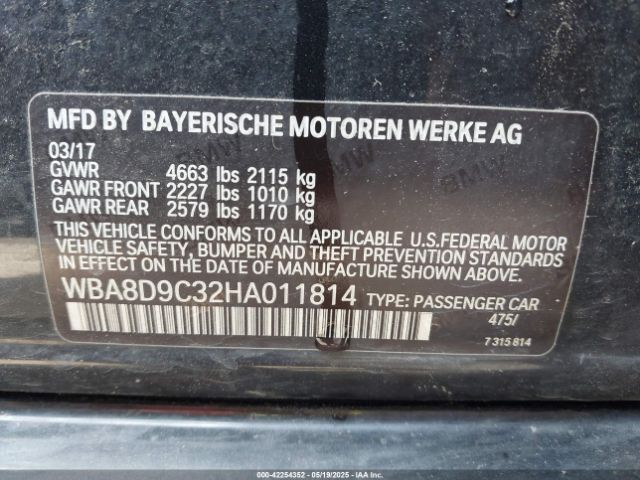 MFD BY BAYERISCHE MOTOREN WERKE AG
03/17
GVWR 4663 lbs 2115 kg
GAWR FRONT 2227 lbs 1010 kg
GAWR REAR 2579 lbs 1170 kg
THIS VEHICLE CONFORMS TO ALL APPLICABLE U.S.FEDERAL MOTOR
VEHICLE SAFETY, BUMPER AND THEFT PREVENTION STANDARDS
IN EFFECT ON THE DATE OF MANUFACTURE SHOWN ABOVE.
WBA8D9C32HA011814 TYPE: PASSENGER CAR
475/
7 315 814
000-42254352 | 05/19/2025 | IAAI.com